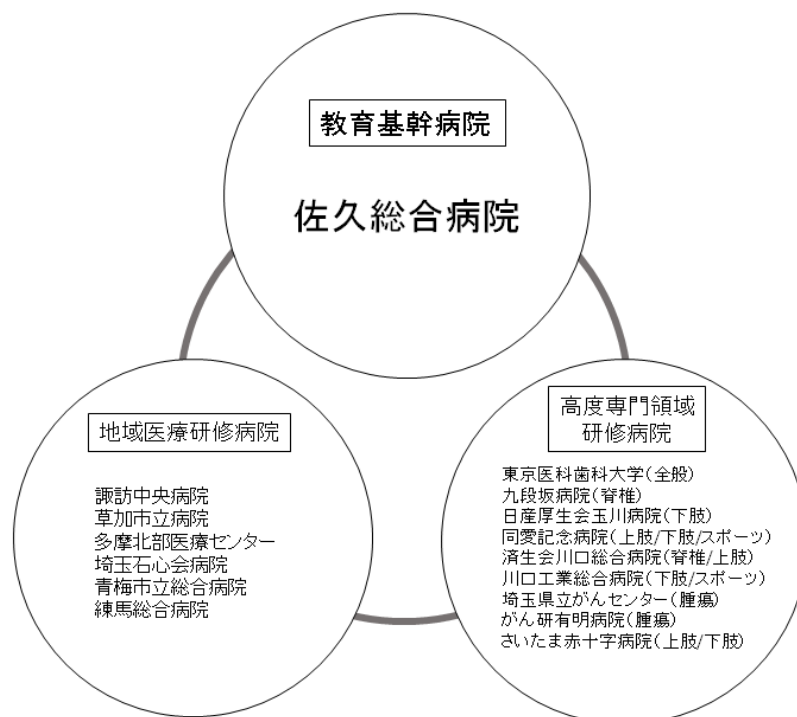 教育基幹病院
佐久総合病院
地域医療研修病院
諏訪中央病院
草加市立病院
多摩北部医療センター
埼玉石心会病院
青梅市立総合病院
練馬総合病院
高度専門領域
研修病院
東京医科歯科大学(全般)
九段坂病院(脊椎)
日産厚生会玉川病院(下肢)
同愛記念病院(上肢/下肢/スポーツ)
済生会川口総合病院(脊椎/上肢)
川口工業総合病院(下肢/スポーツ)
埼玉県立がんセンター(腫瘍)
がん研有明病院(腫瘍)
さいたま赤十字病院(上肢/下肢)